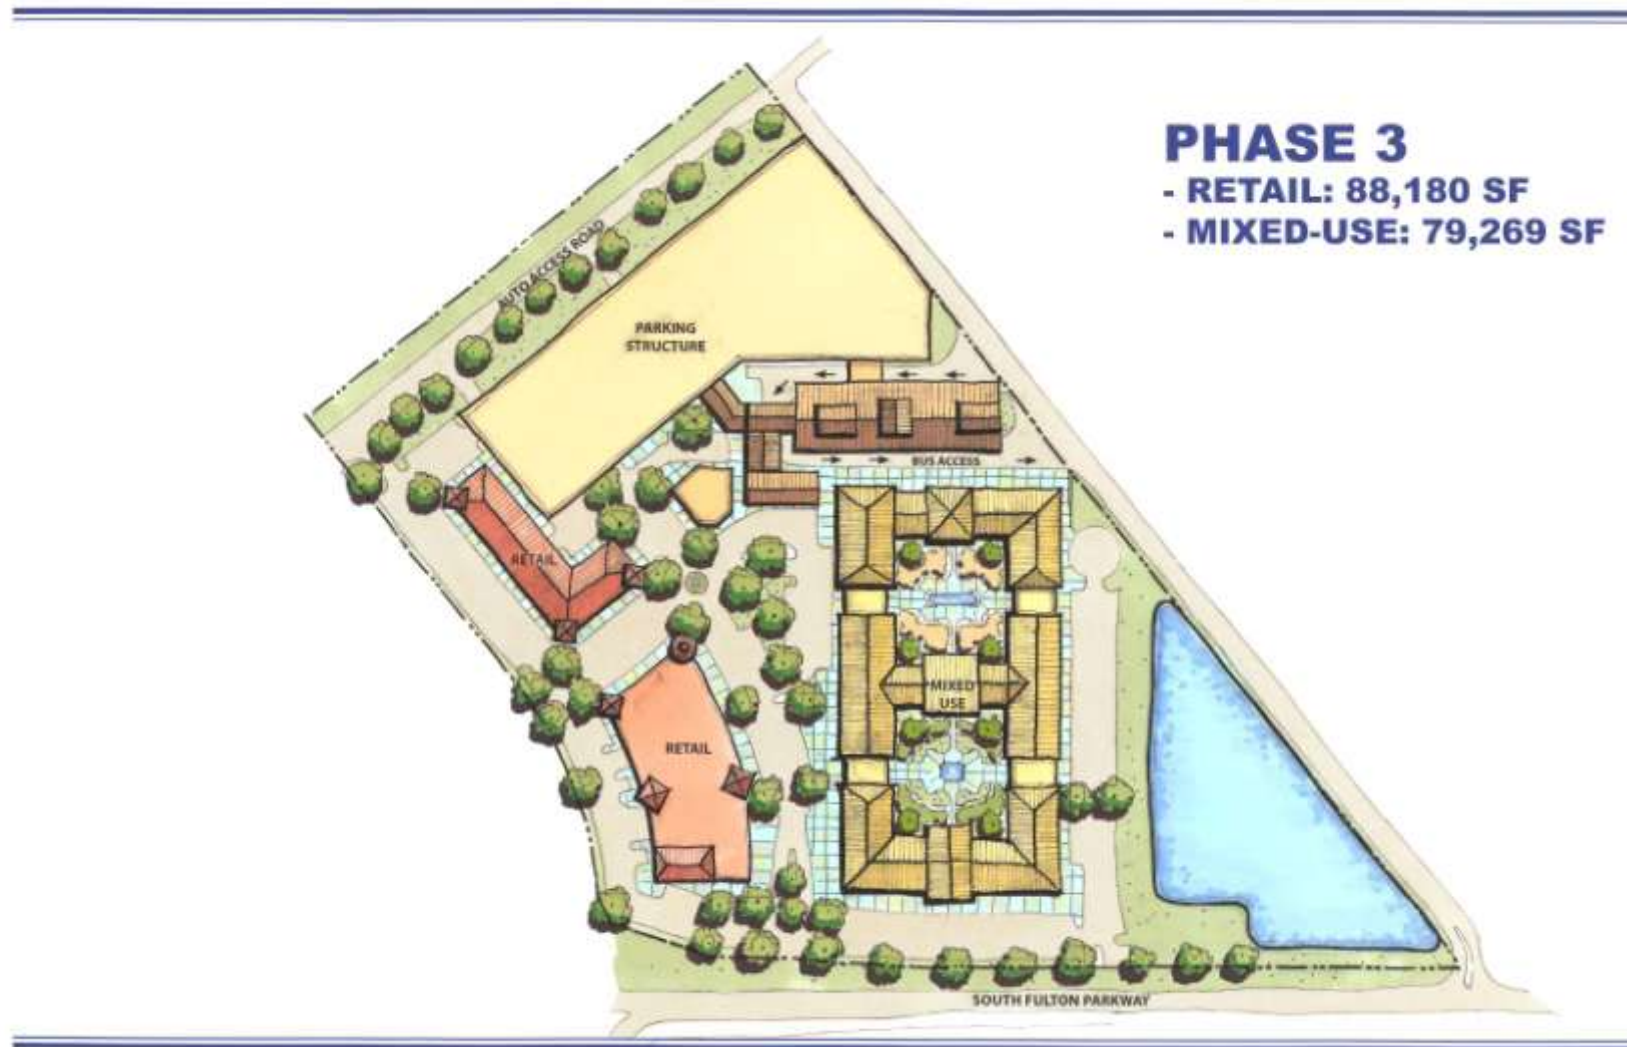 PHASE 3
- RETAIL: 88,180 SF
- MIXED-USE: 79,269 SF
AUTO ACCESS ROAD
PARKING
STRUCTURE
BUS ACCESS
RETAIL
MIXED
USE
RETAIL
SOUTH FULTON PARKWAY